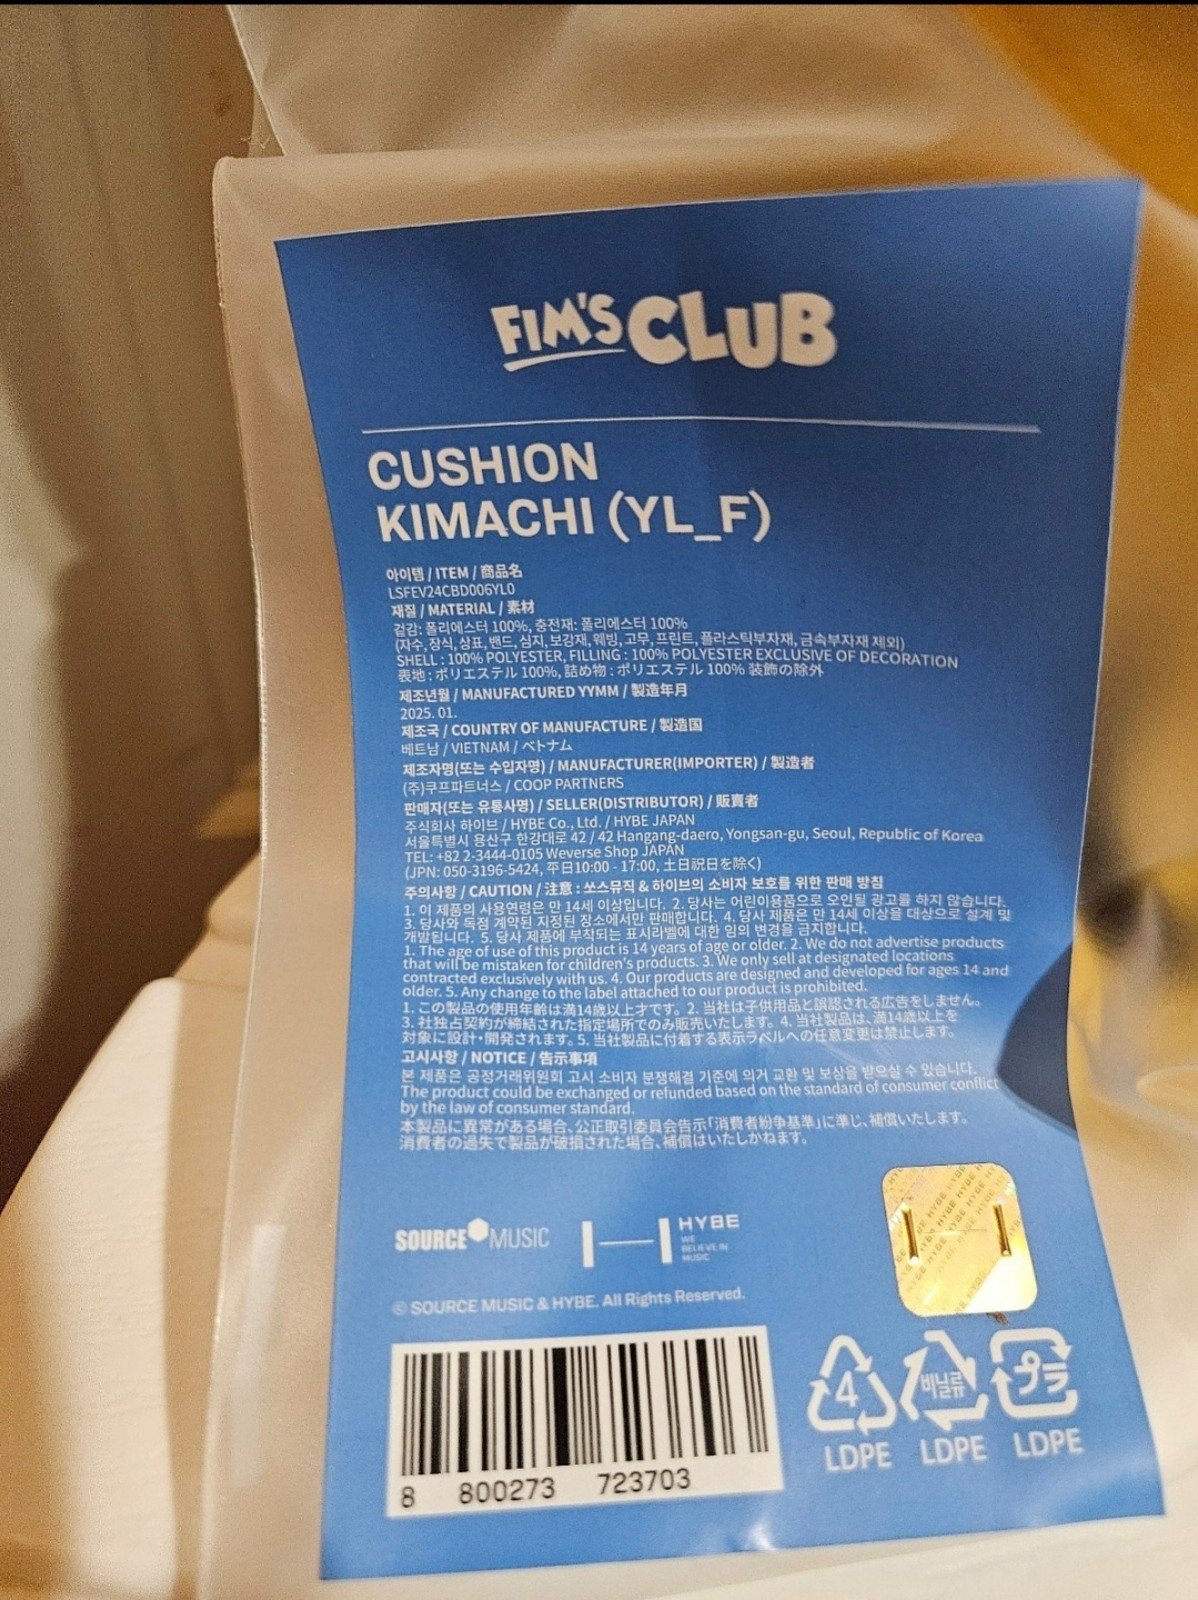 FIM'S CLUB
CUSHION
KIMACHI (YL_F)
아이템 / ITEM / 商品名
LSFEV24CBD006YL0
재질 / MATERIAL / 素材
겉감: 폴리에스터 100%, 충전재: 폴리에스터 100%
(자수, 장식, 상표, 밴드, 심지, 보강재, 웨빙, 고무, 프린트, 플라스틱부자재, 금속부자재 제외)
SHELL : 100% POLYESTER, FILLING : 100% POLYESTER EXCLUSIVE OF DECORATION
表地 : ポリエステル 100%, 詰め物 : ポリエステル 100% 装飾の除外
제조년월 / MANUFACTURED YYMM / 製造年月
2025. 01.
제조국 / COUNTRY OF MANUFACTURE / 製造国
베트남 / VIETNAM / ベトナム
제조자명(또는 수입자명) / MANUFACTURER(IMPORTER) / 製造者
(주)쿠프파트너스 / COOP PARTNERS
판매자(또는 유통사명) / SELLER(DISTRIBUTOR) / 販賣者
주식회사 하이브 / HYBE Co., Ltd. / HYBE JAPAN
서울특별시 용산구 한강대로 42 / 42 Hangang-daero, Yongsan-gu, Seoul, Republic of Korea
TEL: +82 2-3444-0105 Weverse Shop JAPAN
(JPN: 050-3196-5424, 平日10:00 - 17:00, 土日祝日を除く)
주의사항 / CAUTION / 注意 : 쏘스뮤직 & 하이브의 소비자 보호를 위한 판매 방침
1. 이 제품의 사용연령은 만 14세 이상입니다. 2. 당사는 어린이용품으로 오인될 광고를 하지 않습니다.
3. 당사와 독점 계약된 지정된 장소에서만 판매합니다. 4. 당사 제품은 만 14세 이상을 대상으로 설계 및
개발됩니다. 5. 당사 제품에 부착되는 표시라벨에 대한 임의 변경을 금지합니다.
1. The age of use of this product is 14 years of age or older. 2. We do not advertise products
that will be mistaken for children's products. 3. We only sell at designated locations
contracted exclusively with us. 4. Our products are designed and developed for ages 14 and
older. 5. Any change to the label attached to our product is prohibited.
1. この製品の使用年齢は満14歳以上才です。2. 当社は子供用品と誤認される広告をしません。
3. 社独占契約が締結された指定場所でのみ販売いたします。4. 当社製品は、満14歳以上を
対象に設計・開発されます。5. 当社製品に付着する表示ラベルへの任意変更は禁止します。
고시사항 / NOTICE / 告示事項
본 제품은 공정거래위원회 고시 소비자 분쟁해결 기준에 의거 교환 및 보상을 받으실 수 있습니다.
The product could be exchanged or refunded based on the standard of consumer conflict
by the law of consumer standard.
本製品に異常がある場合、公正取引委員会告示「消費者紛争基準」に準じ、補償いたします。
消費者の過失で製品が破損された場合、補償はいたしかねます。
SOURCE MUSIC
HYBE
WE
BELIEVE IN
MUSIC
© SOURCE MUSIC & HYBE. All Rights Reserved.
8 800273 723703
4
LDPE
비닐류
LDPE
プラ
LDPE